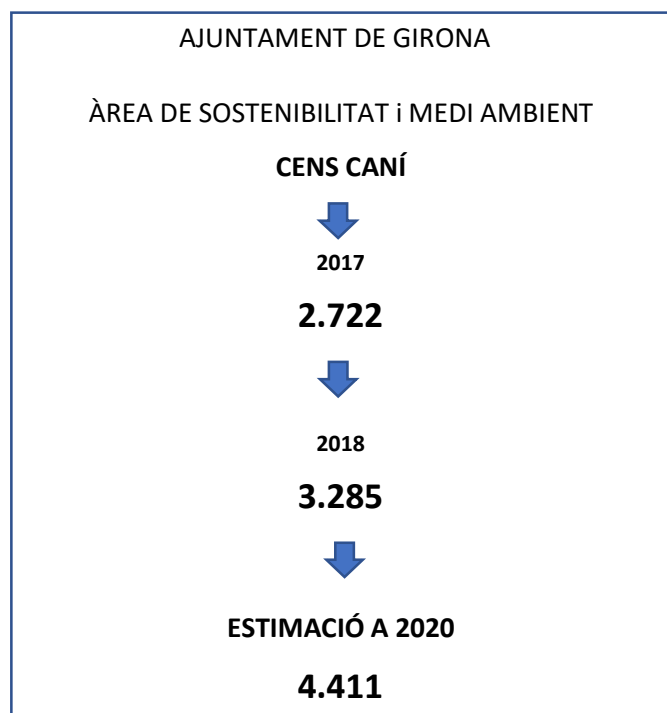 AJUNTAMENT DE GIRONA
ÀREA DE SOSTENIBILITAT i MEDI AMBIENT
CENS CANÍ
2017
2.722
2018
3.285
ESTIMACIÓ A 2020
4.411